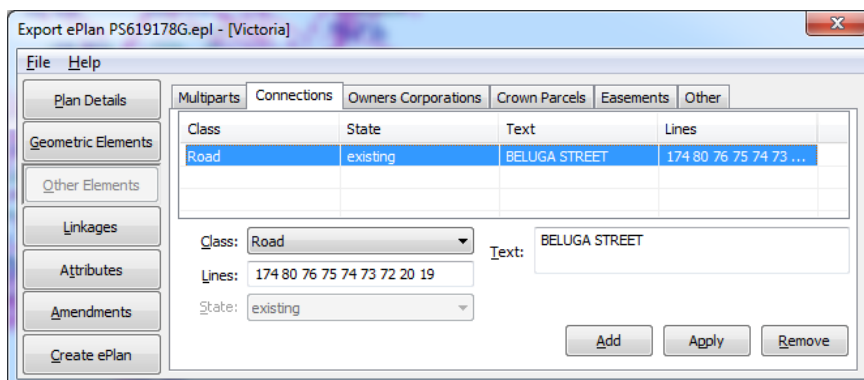 Export ePlan PS619178G.epl - [Victoria]
File Help
Plan Details
Geometric Elements
Other Elements
Linkages
Attributes
Amendments
Create ePlan
Multiparts Connections Owners Corporations Crown Parcels Easements Other
Class State Text Lines
Road existing BELUGA STREET 174 80 76 75 74 73 ...
Class: Road
Lines: 174 80 76 75 74 73 72 20 19
State: existing
Text: BELUGA STREET
Add Apply Remove